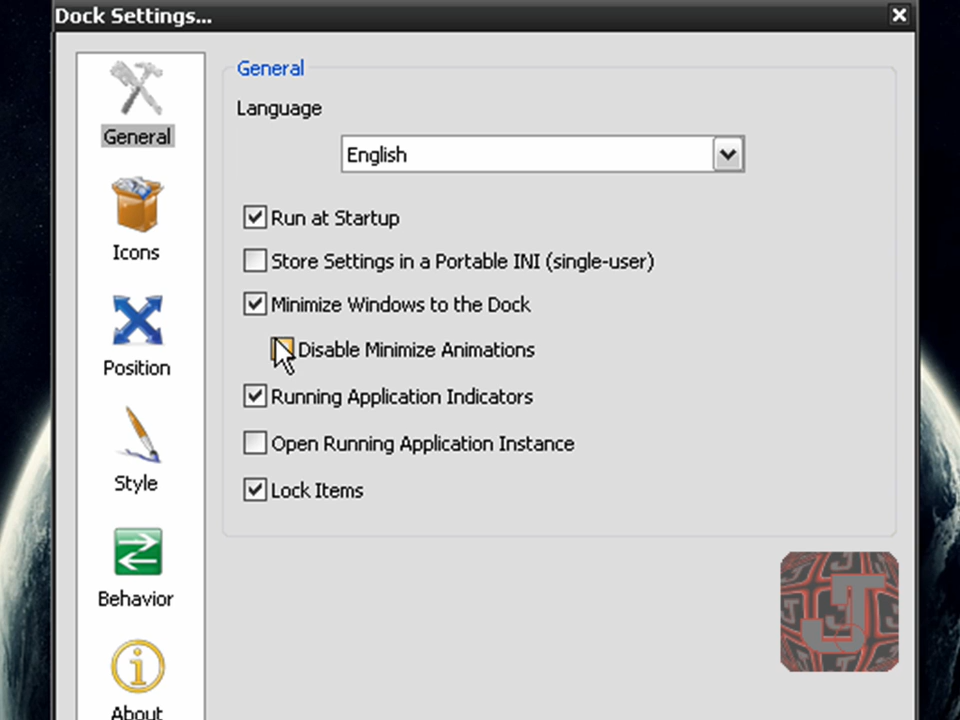 Dock Settings...
General
Icons
Position
Style
Behavior
About
General
Language
English
Run at Startup
Store Settings in a Portable INI (single-user)
Minimize Windows to the Dock
Disable Minimize Animations
Running Application Indicators
Open Running Application Instance
Lock Items
JT